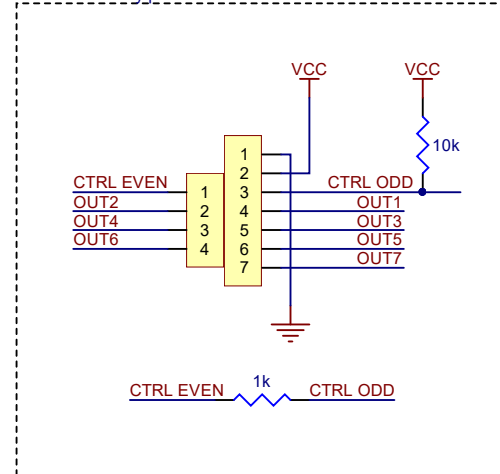 VCC VCC
10k
1
2
CTRL EVEN 1 3 CTRL ODD
OUT2 2 4 OUT1
OUT4 3 5 OUT3
OUT6 4 6 OUT5
7 OUT7
1k
CTRL EVEN CTRL ODD